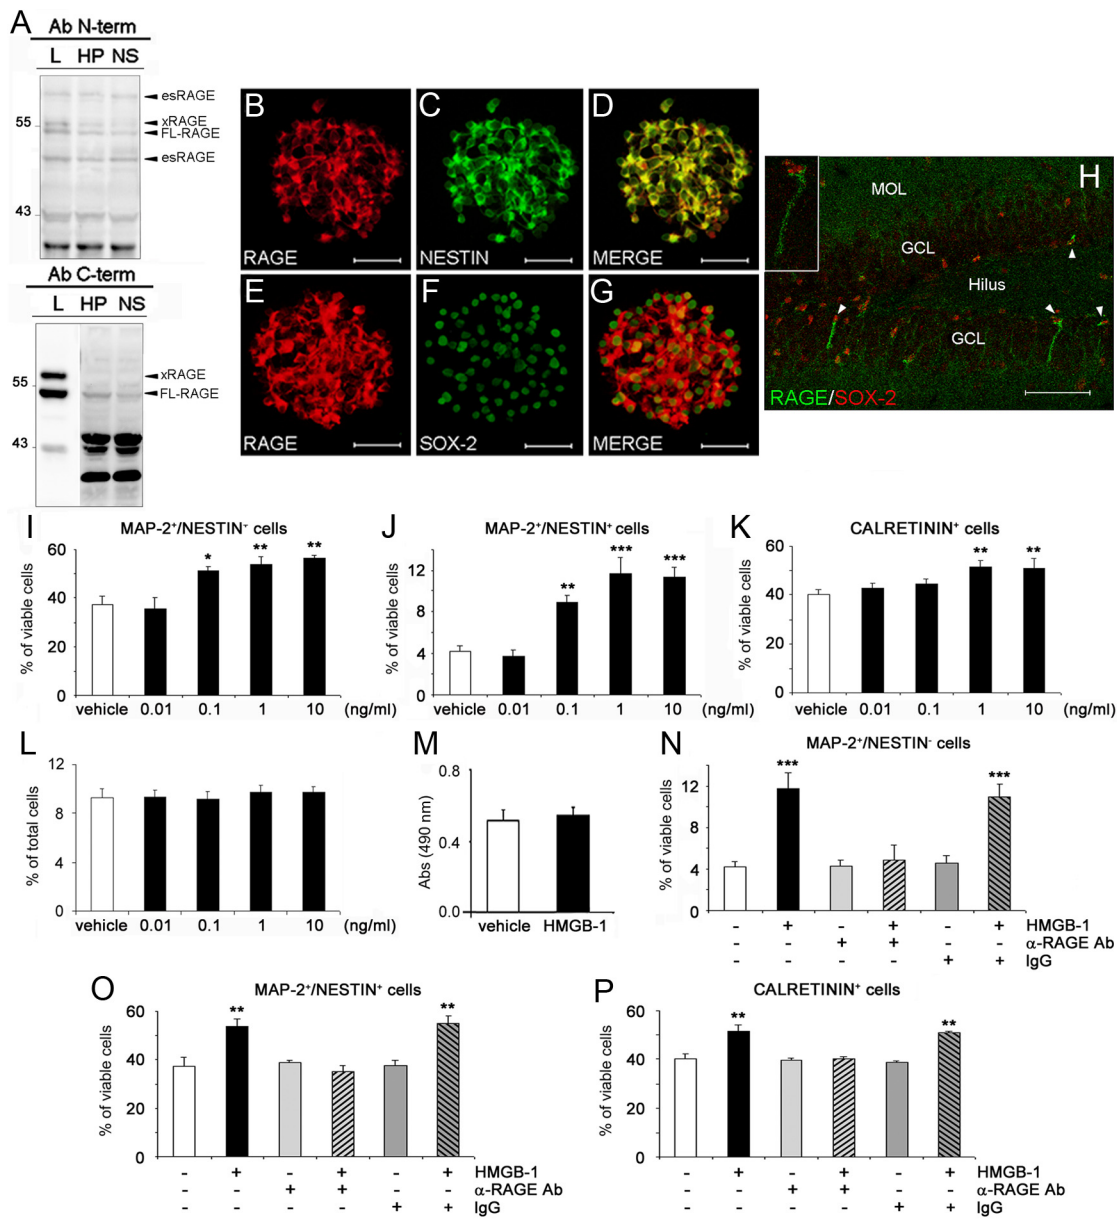 A
Ab N-term
L HP NS
esRAGE
55
xRAGE
FL-RAGE
esRAGE
43
Ab C-term
L HP NS
xRAGE
55
FL-RAGE
43
B
RAGE
C
NESTIN
D
MERGE
E
RAGE
F
SOX-2
G
MERGE
H
MOL
GCL
Hilus
GCL
RAGE/SOX-2
I
MAP-2⁺/NESTIN⁺ cells
% of viable cells
60
40
20
0
vehicle 0.01 0.1 1 10 (ng/ml)
* ** **
J
MAP-2⁺/NESTIN⁺ cells
% of viable cells
12
8
4
0
vehicle 0.01 0.1 1 10 (ng/ml)
** *** ***
K
CALRETININ⁺ cells
% of viable cells
60
40
20
0
vehicle 0.01 0.1 1 10 (ng/ml)
** **
L
% of total cells
12
8
4
0
vehicle 0.01 0.1 1 10 (ng/ml)
M
Abs (490 nm)
0.8
0.4
0.0
vehicle HMGB-1
N
MAP-2⁺/NESTIN⁻ cells
% of viable cells
12
8
4
0
*** ***
- + - + - + HMGB-1
- - + + - - α-RAGE Ab
- - - - + + IgG
O
MAP-2⁺/NESTIN⁺ cells
% of viable cells
60
40
20
0
** **
- + - + - + HMGB-1
- - + + - - α-RAGE Ab
- - - - + + IgG
P
CALRETININ⁺ cells
% of viable cells
60
40
20
0
** **
- + - + - + HMGB-1
- - + + - - α-RAGE Ab
- - - - + + IgG